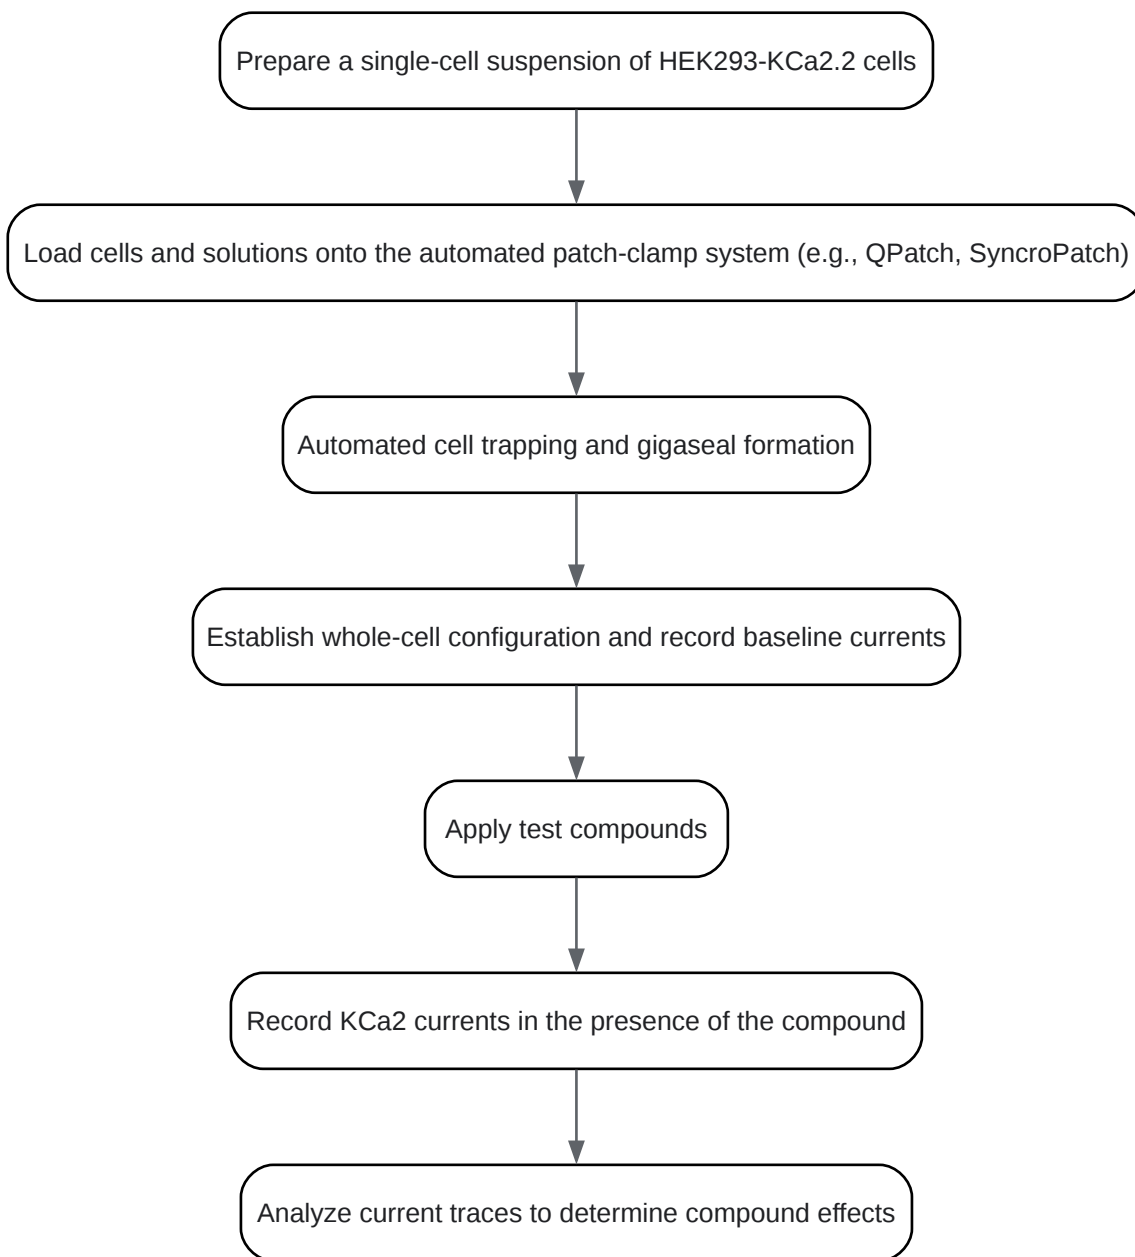 Prepare a single-cell suspension of HEK293-KCa2.2 cells
Load cells and solutions onto the automated patch-clamp system (e.g., QPatch, SyncroPatch)
Automated cell trapping and gigaseal formation
Establish whole-cell configuration and record baseline currents
Apply test compounds
Record KCa2 currents in the presence of the compound
Analyze current traces to determine compound effects